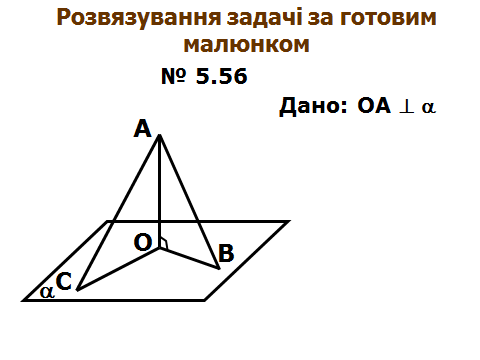 Розвязування задачі за готовим
малюнком
№ 5.56
Дано: OA ⊥ α
A
O
B
C
α